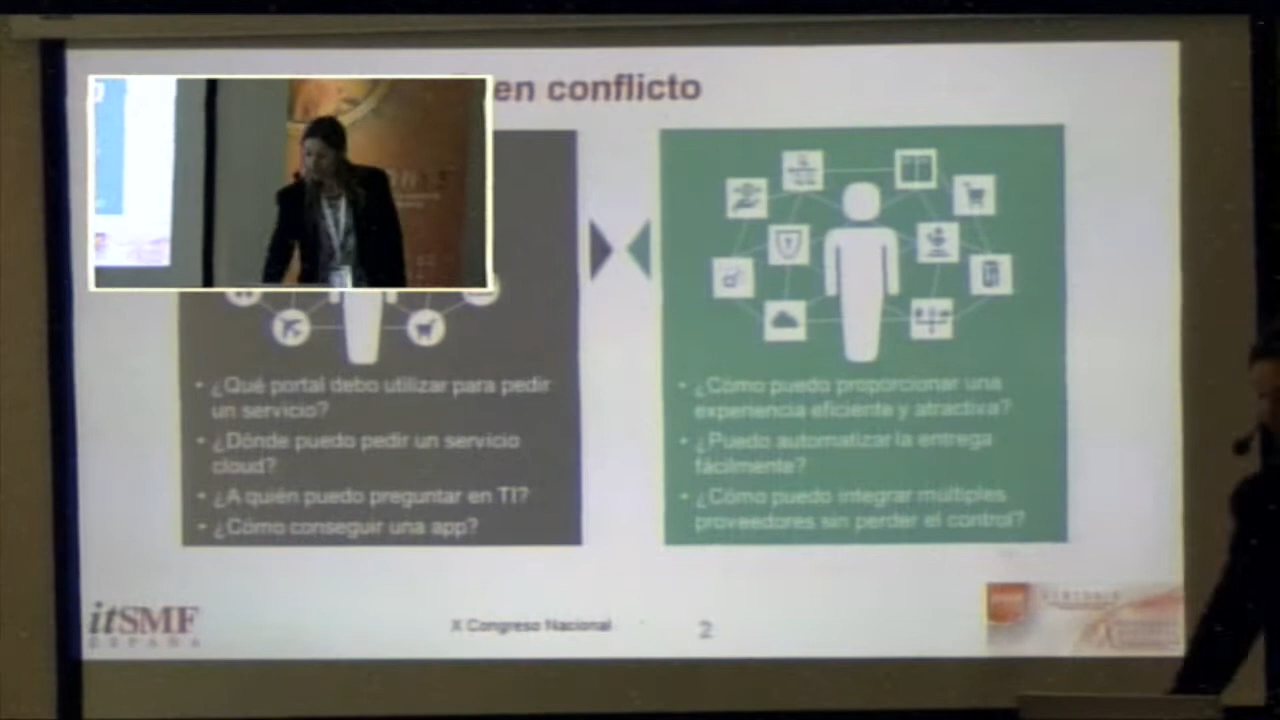 en conflicto
• ¿Qué portal debo utilizar para pedir
un servicio?
• ¿Dónde puedo pedir un servicio
cloud?
• ¿A quién puedo preguntar en TI?
• ¿Cómo conseguir una app?
• ¿Cómo puedo proporcionar una
experiencia eficiente y atractiva?
• ¿Puedo automatizar la entrega
fácilmente?
• ¿Cómo puedo integrar múltiples
proveedores sin perder el control?
itSMF
ESPAÑA
X Congreso Nacional
2